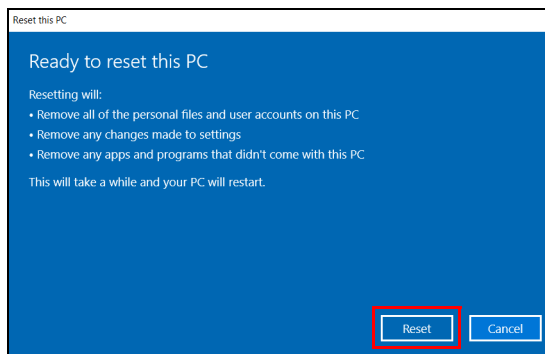 Reset this PC
Ready to reset this PC
Resetting will:
• Remove all of the personal files and user accounts on this PC
• Remove any changes made to settings
• Remove any apps and programs that didn't come with this PC
This will take a while and your PC will restart.
Reset Cancel